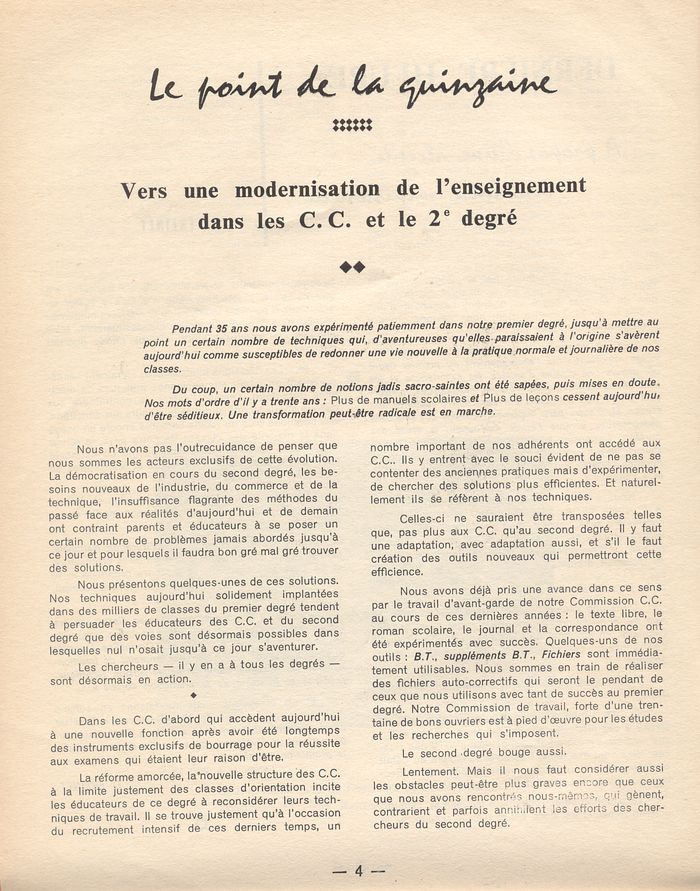 Le point de la quinzaine
Vers une modernisation de l'enseignement
dans les C.C. et le 2e degré
Pendant 35 ans nous avons expérimenté patiemment dans notre premier degré, jusqu'à mettre au
point un certain nombre de techniques qui, d'aventureuses qu'elles paraissaient à l'origine s'avèrent
aujourd'hui comme susceptibles de redonner une vie nouvelle à la pratique normale et journalière de nos
classes.
Du coup, un certain nombre de notions jadis sacro-saintes ont été sapées, puis mises en doute.
Nos mots d'ordre d'il y a trente ans : Plus de manuels scolaires et Plus de leçons cessent aujourd'hui
d'être séditieux. Une transformation peut-être radicale est en marche.
Nous n'avons pas l'outrecuidance de penser que
nous sommes les acteurs exclusifs de cette évolution.
La démocratisation en cours du second degré, les be-
soins nouveaux de l'industrie, du commerce et de la
technique, l'insuffisance flagrante des méthodes du
passé face aux réalités d'aujourd'hui et de demain
ont contraint parents et éducateurs à se poser un
certain nombre de problèmes jamais abordés jusqu'à
ce jour et pour lesquels il faudra bon gré mal gré trouver
des solutions.
Nous présentons quelques-unes de ces solutions.
Nos techniques aujourd'hui solidement implantées
dans des milliers de classes du premier degré tendent
à persuader les éducateurs des C.C. et du second
degré que des voies sont désormais possibles dans
lesquelles nul n'osait jusqu'à ce jour s'aventurer.
Les chercheurs — il y en a à tous les degrés —
sont désormais en action.
Dans les C.C. d'abord qui accèdent aujourd'hui
à une nouvelle fonction après avoir été longtemps
des instruments exclusifs de bourrage pour la réussite
aux examens qui étaient leur raison d'être.
La réforme amorcée, la nouvelle structure des C.C.
à la limite justement des classes d'orientation incite
les éducateurs de ce degré à reconsidérer leurs tech-
niques de travail. Il se trouve justement qu'à l'occasion
du recrutement intensif de ces derniers temps, un
nombre important de nos adhérents ont accédé aux
C.C.. Ils y entrent avec le souci évident de ne pas se
contenter des anciennes pratiques mais d'expérimenter,
de chercher des solutions plus efficientes. Et naturel-
lement ils se réfèrent à nos techniques.
Celles-ci ne sauraient être transposées telles
que, pas plus aux C.C. qu'au second degré. Il y faut
une adaptation, avec adaptation aussi, et s'il le faut
création des outils nouveaux qui permettront cette
efficience.
Nous avons déjà pris une avance dans ce sens
par le travail d'avant-garde de notre Commission C.C.
au cours de ces dernières années : le texte libre, le
roman scolaire, le journal et la correspondance ont
été expérimentés avec succès. Quelques-uns de nos
outils : B.T., suppléments B.T., Fichiers sont immédia-
tement utilisables. Nous sommes en train de réaliser
des fichiers auto-correctifs qui seront le pendant de
ceux que nous utilisons avec tant de succès au premier
degré. Notre Commission de travail, forte d'une tren-
taine de bons ouvriers est à pied d'œuvre pour les études
et les recherches qui s'imposent.
Le second degré bouge aussi.
Lentement. Mais il nous faut considérer aussi
les obstacles peut-être plus graves encore que ceux
que nous avons rencontrés nous-mêmes, qui gênent,
contrarient et parfois annihilent les efforts des cher-
cheurs du second degré.
— 4 —